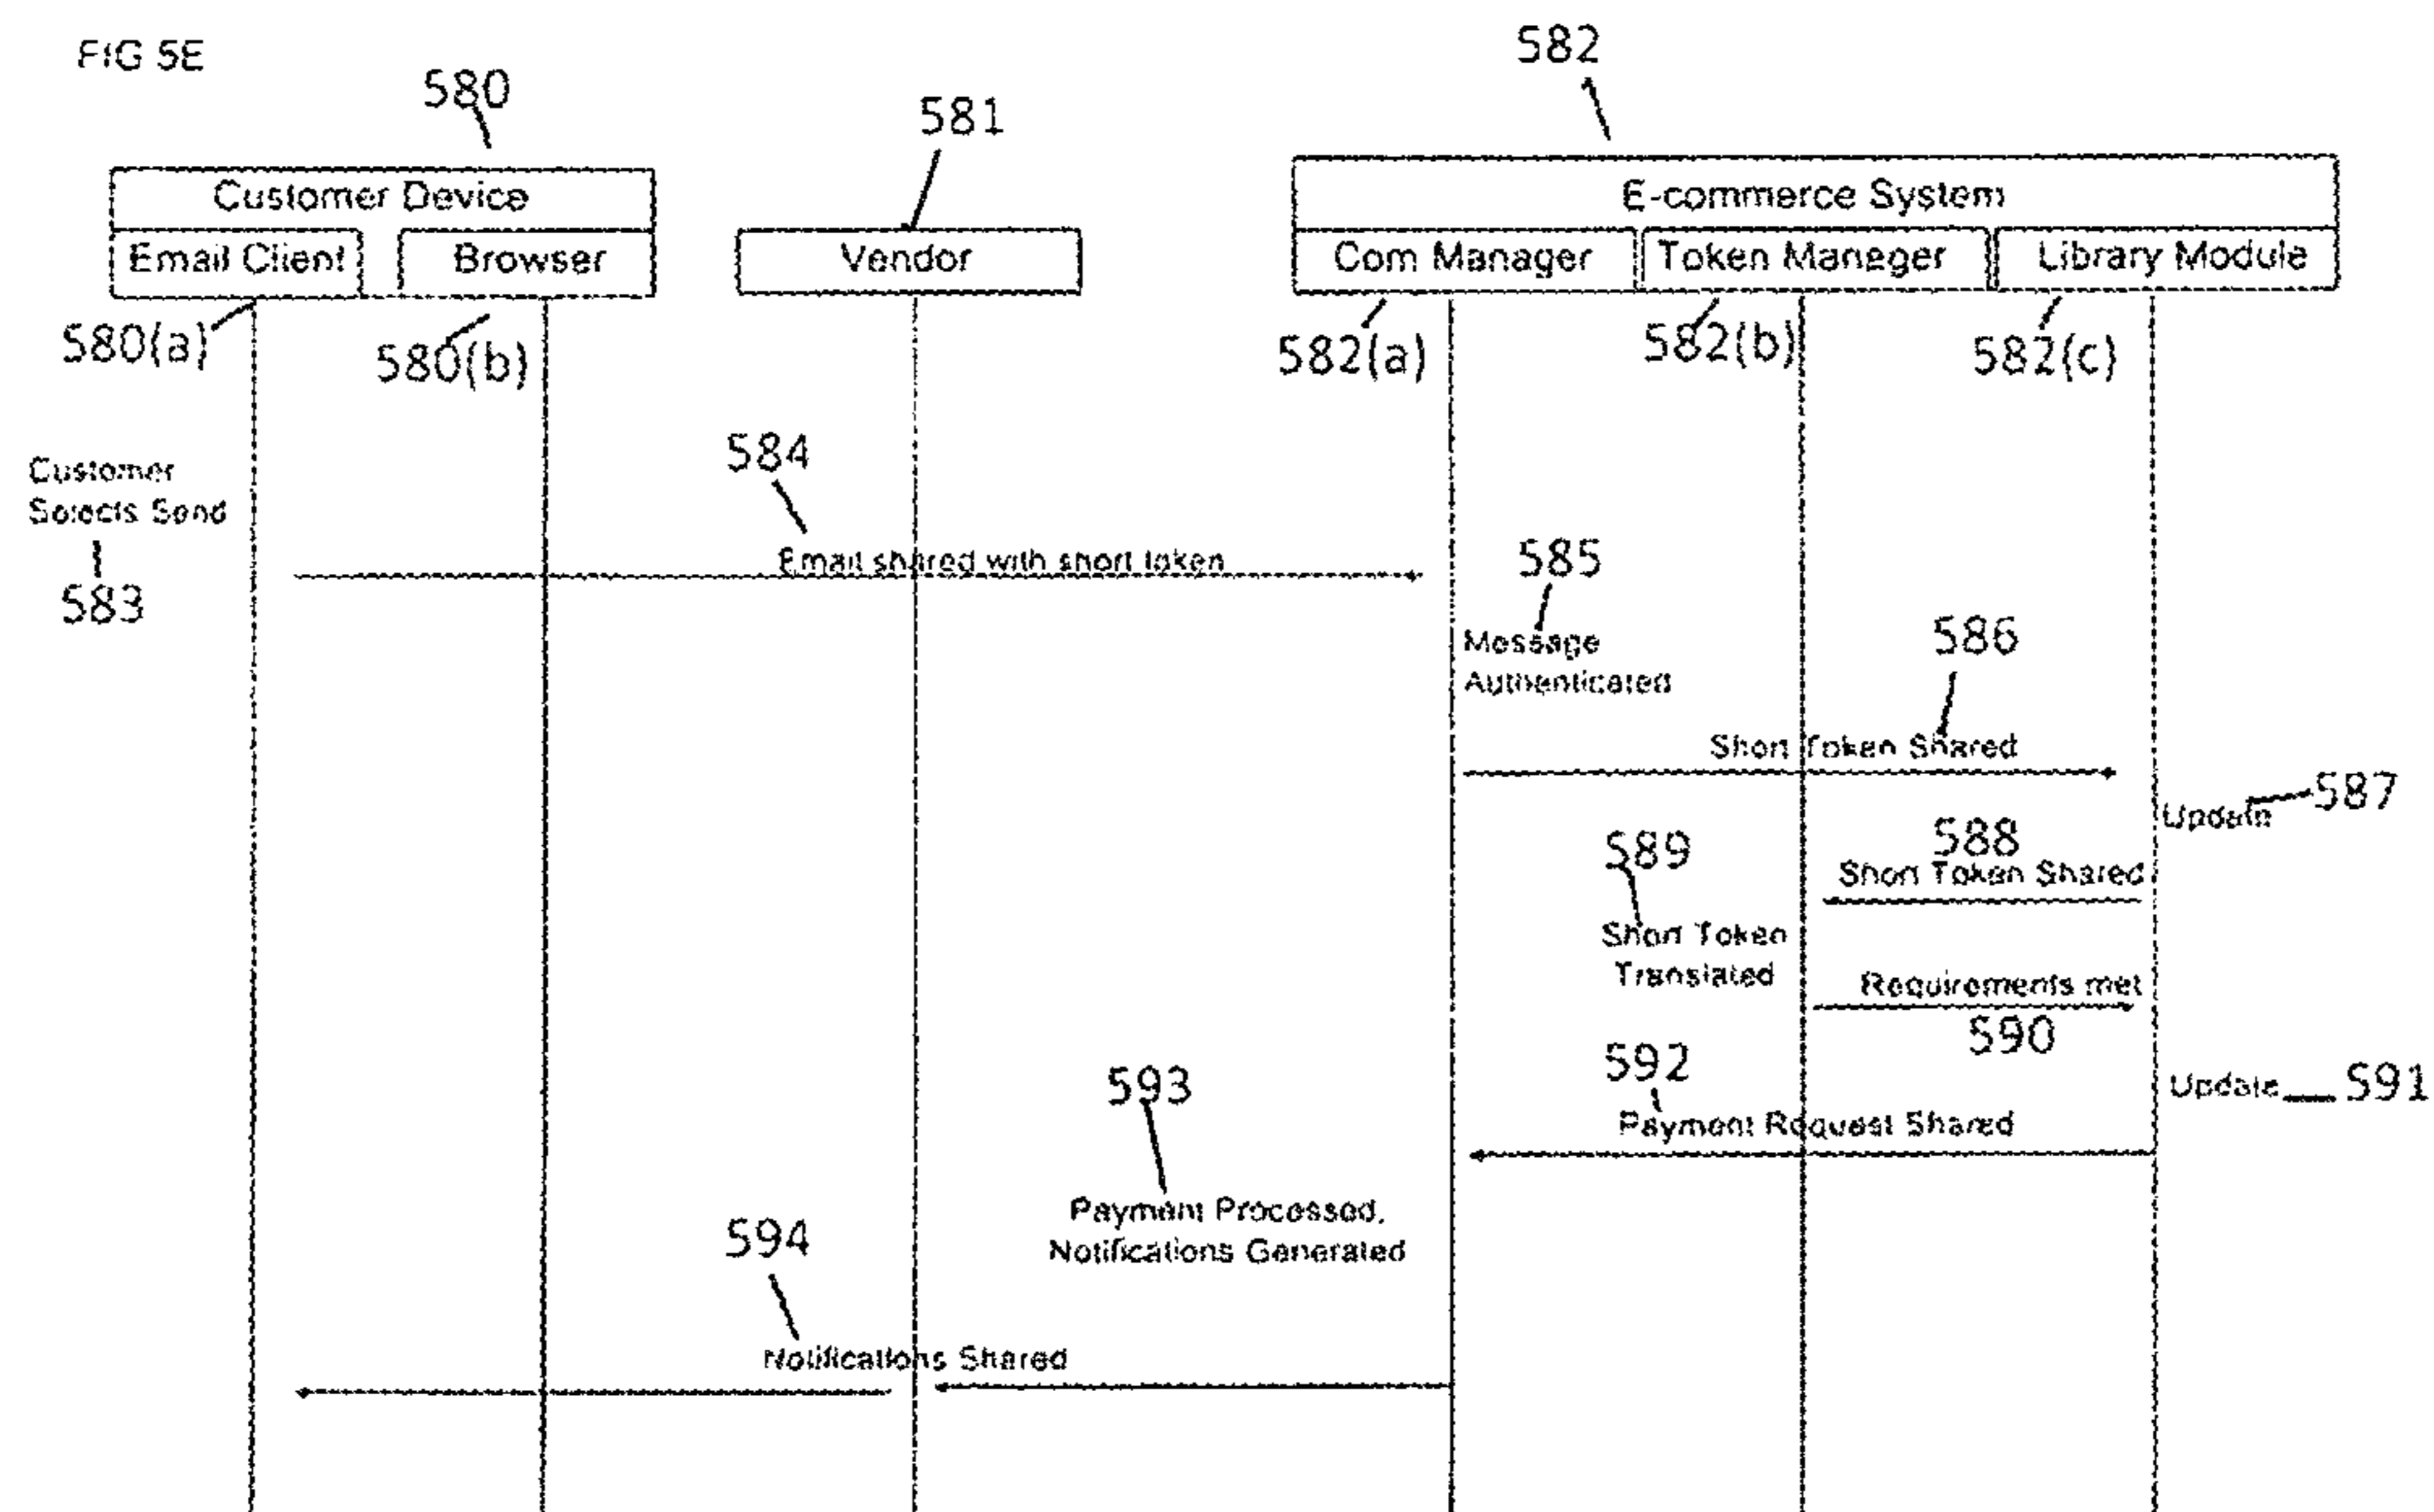 FIG 5E
580
581
582
Customer Device
E-commerce System
Email Client
Browser
Vendor
Com Manager
Token Manager
Library Module
580(a)
580(b)
582(a)
582(b)
582(c)
Customer
Selects Send
583
584
Email shared with short token
585
Message
Authenticated
586
Short Token Shared
587
Update
588
Short Token Shared
589
Short Token
Translated
Requirements met
590
591
Update
592
Payment Request Shared
593
Payment Processed,
Notifications Generated
594
Notifications Shared